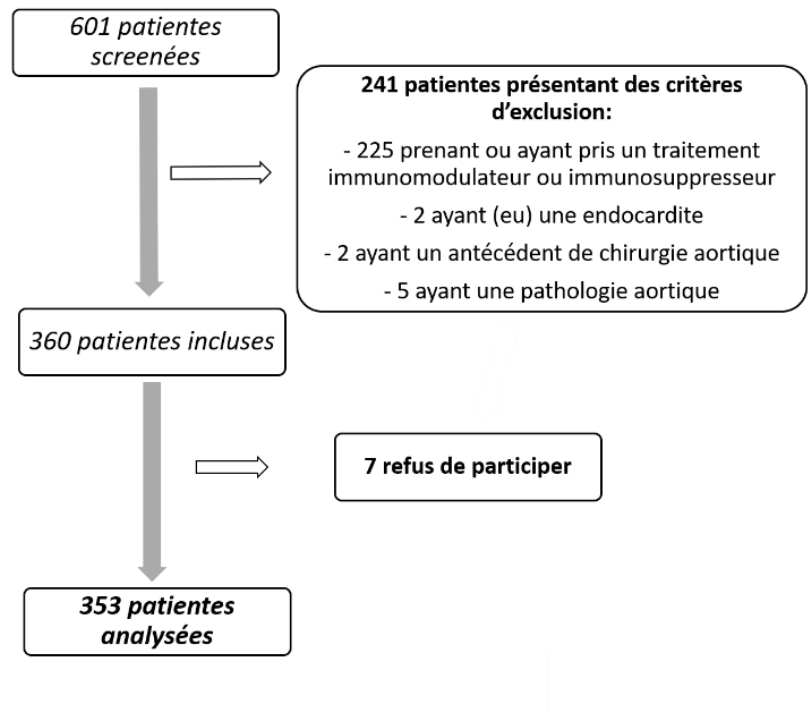 601 patientes
screenées
241 patientes présentant des critères
d'exclusion:
- 225 prenant ou ayant pris un traitement
immunomodulateur ou immunosuppresseur
- 2 ayant (eu) une endocardite
- 2 ayant un antécédent de chirurgie aortique
- 5 ayant une pathologie aortique
360 patientes incluses
7 refus de participer
353 patientes
analysées